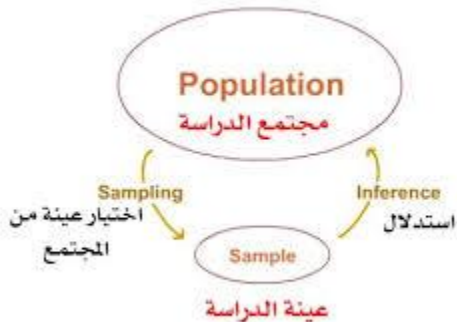 Population
مجتمع الدراسة
Sampling
اختيار عينة من
المجتمع
Inference
استدلال
Sample
عينة الدراسة